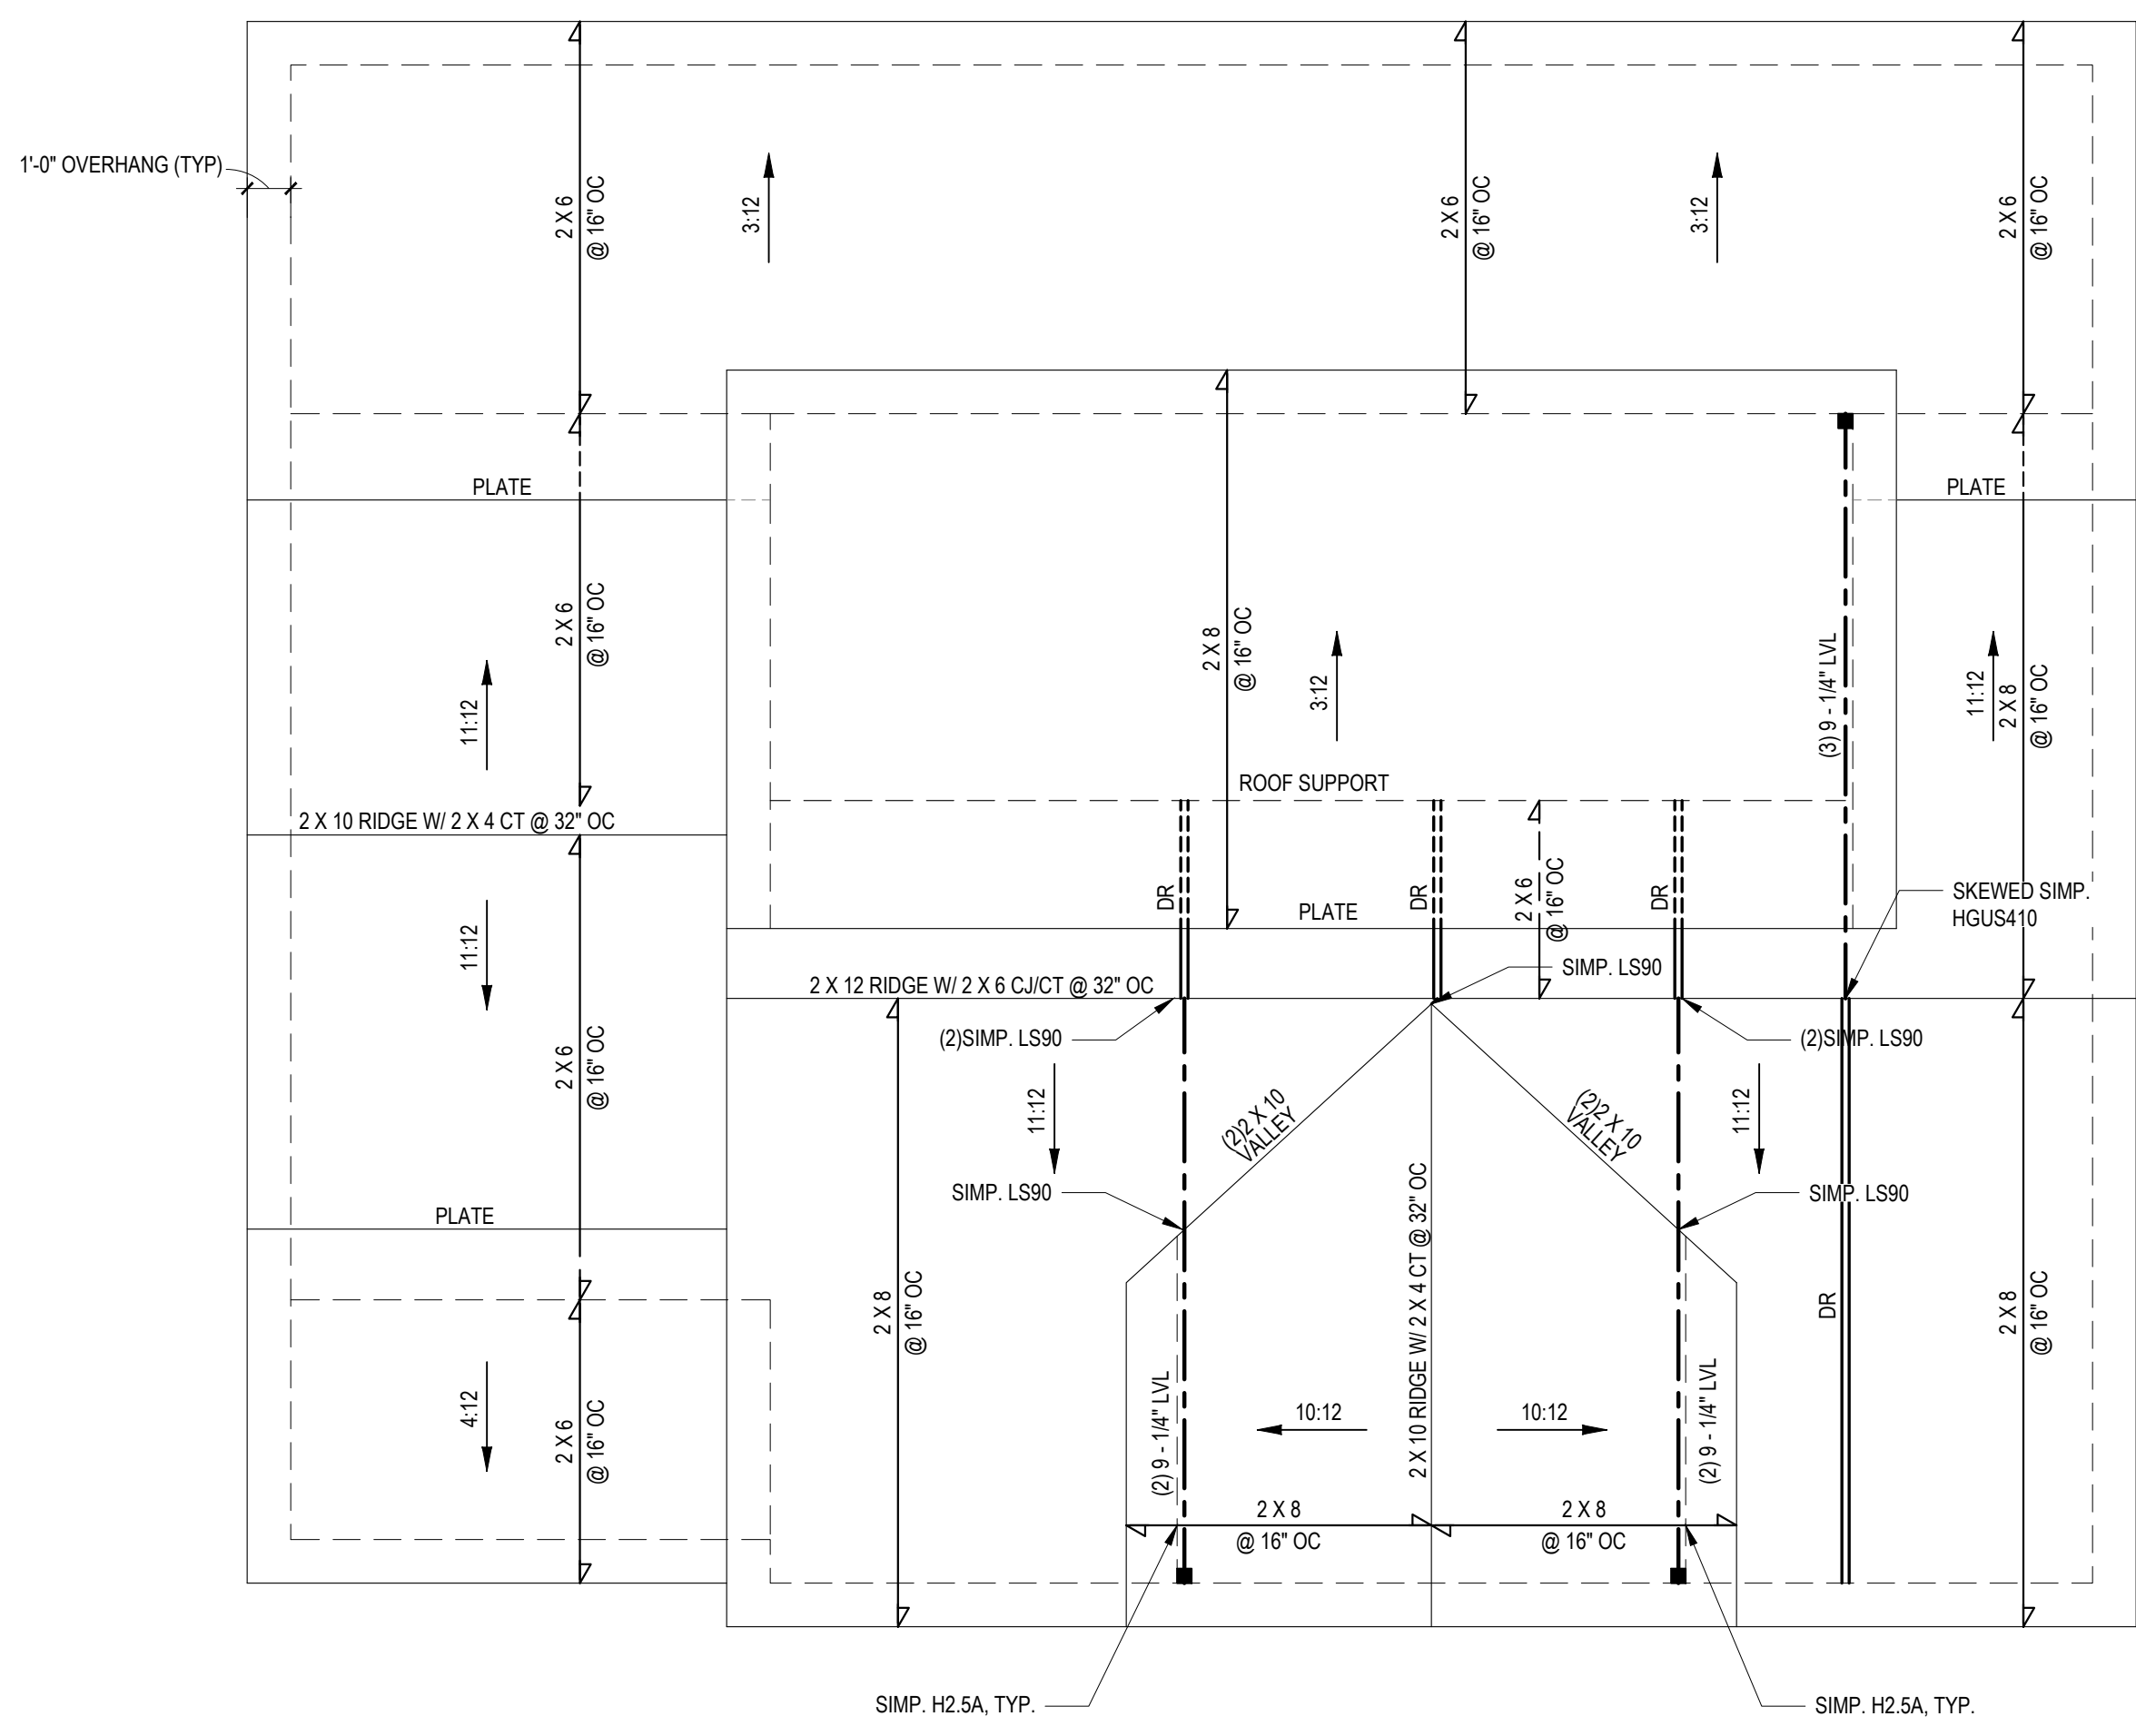 1'-0" OVERHANG (TYP)
2 X 6
@ 16" OC
3:12
2 X 6
@ 16" OC
3:12
2 X 6
@ 16" OC
PLATE
PLATE
2 X 6
@ 16" OC
11:12
2 X 8
@ 16" OC
3:12
(3) 9 - 1/4" LVL
11:12
2 X 8
@ 16" OC
ROOF SUPPORT
2 X 10 RIDGE W/ 2 X 4 CT @ 32" OC
DR
DR
2 X 6
@ 16" OC
DR
PLATE
SKEWED SIMP.
HGUS410
11:12
SIMP. LS90
2 X 12 RIDGE W/ 2 X 6 CJ/CT @ 32" OC
(2)SIMP. LS90
(2)SIMP. LS90
2 X 6
@ 16" OC
11:12
(2)2 X 10
VALLEY
(2)2 X 10
VALLEY
11:12
SIMP. LS90
SIMP. LS90
PLATE
2 X 8
@ 16" OC
2 X 10 RIDGE W/ 2 X 4 CT @ 32" OC
DR
2 X 8
@ 16" OC
4:12
2 X 6
@ 16" OC
(2) 9 - 1/4" LVL
10:12
10:12
(2) 9 - 1/4" LVL
2 X 8
@ 16" OC
2 X 8
@ 16" OC
SIMP. H2.5A, TYP.
SIMP. H2.5A, TYP.